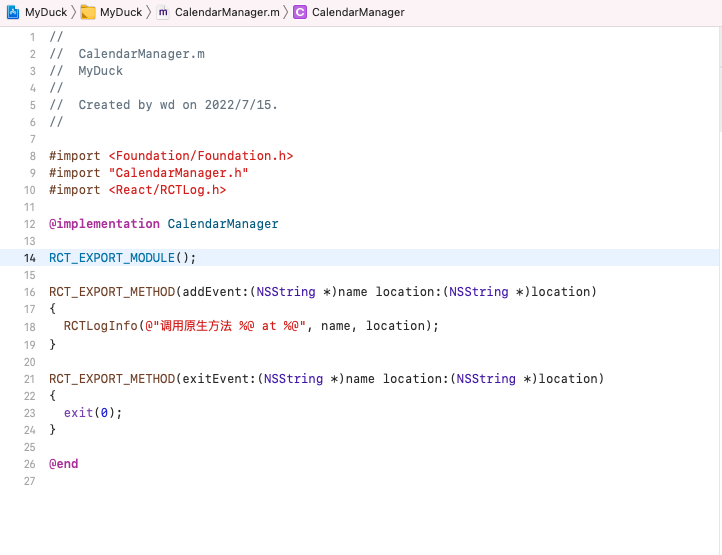 MyDuck MyDuck m CalendarManager.m C CalendarManager
1 //
2 // CalendarManager.m
3 // MyDuck
4 //
5 // Created by wd on 2022/7/15.
6 //
7
8 #import <Foundation/Foundation.h>
9 #import "CalendarManager.h"
10 #import <React/RCTLog.h>
11
12 @implementation CalendarManager
13
14 RCT_EXPORT_MODULE();
15
16 RCT_EXPORT_METHOD(addEvent:(NSString *)name location:(NSString *)location)
17 {
18   RCTLogInfo(@"调用原生方法 %@ at %@", name, location);
19 }
20
21 RCT_EXPORT_METHOD(exitEvent:(NSString *)name location:(NSString *)location)
22 {
23   exit(0);
24 }
25
26 @end
27